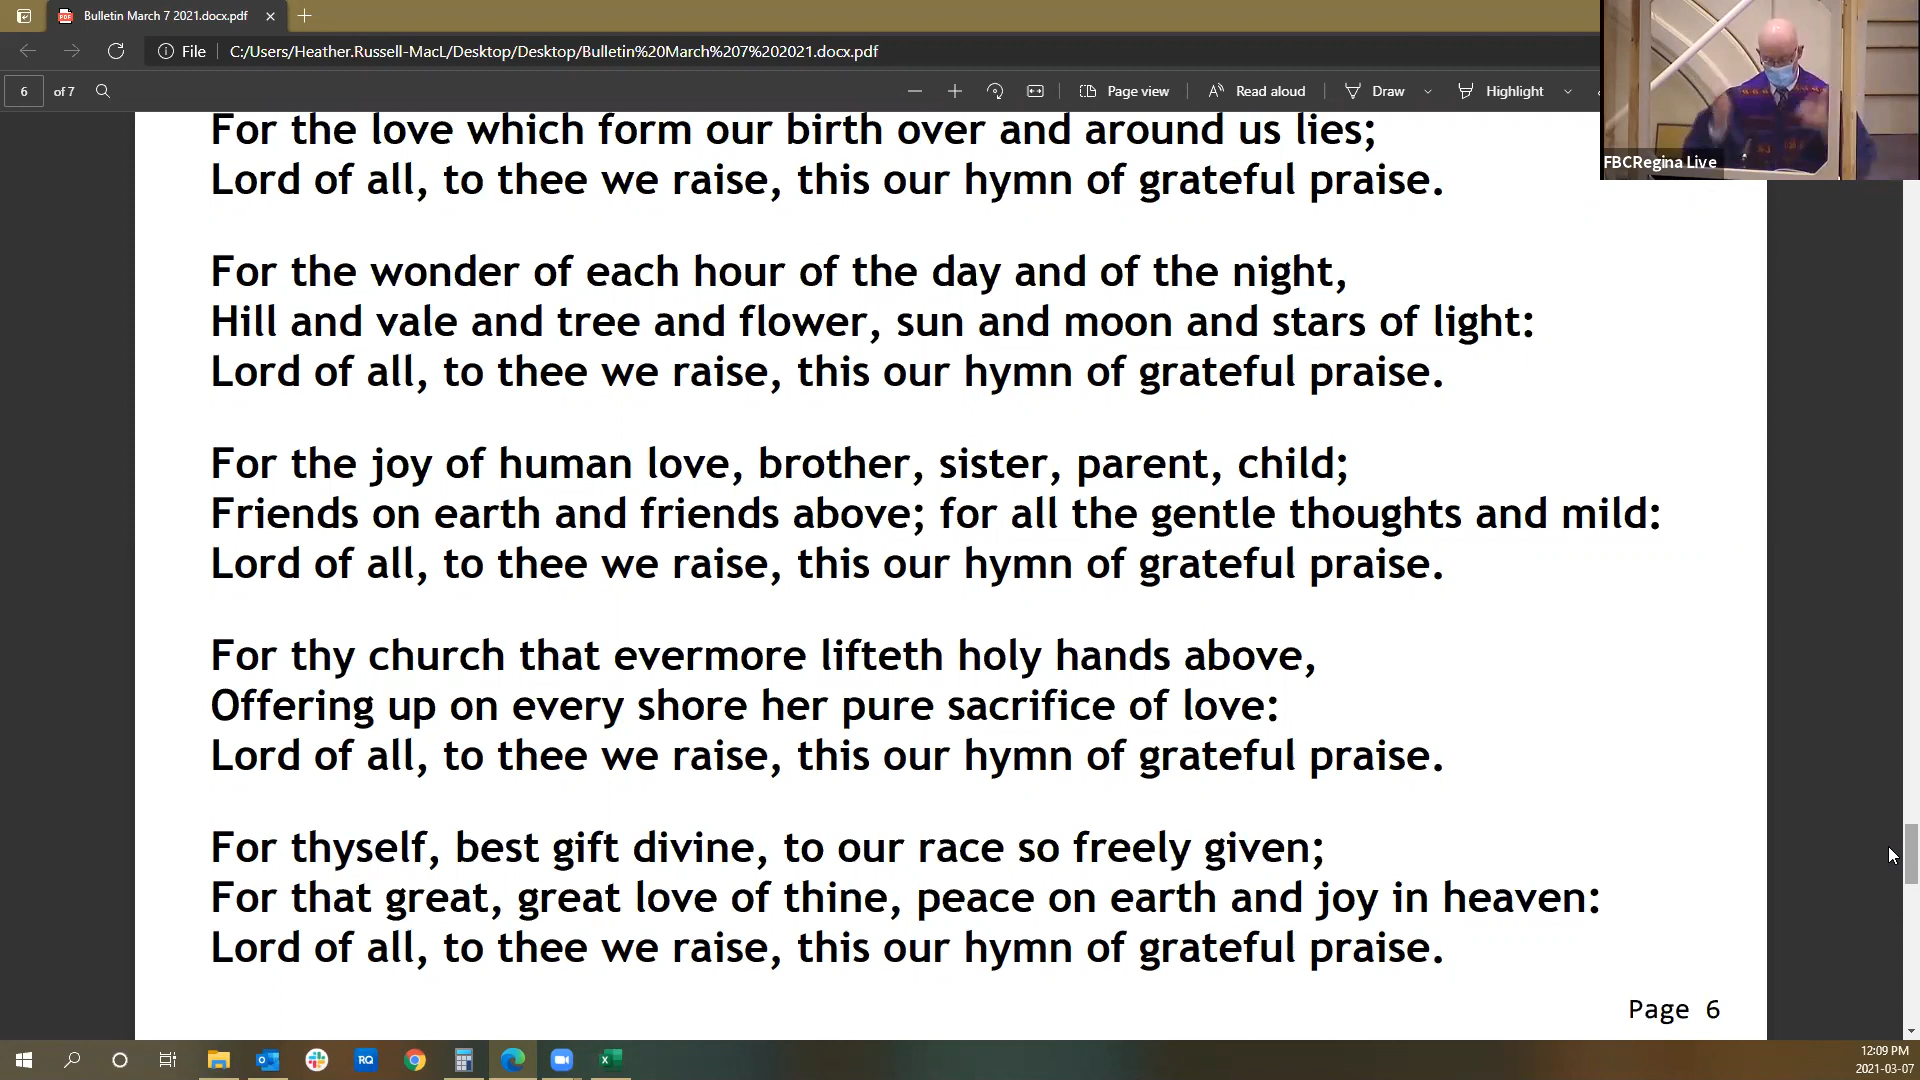 Bulletin March 7 2021.docx.pdf
File C:/Users/Heather.Russell-MacL/Desktop/Desktop/Bulletin%20March%207%202021.docx.pdf
6 of 7 Page view Read aloud Draw Highlight
FBCRegina Live
For the love which form our birth over and around us lies;
Lord of all, to thee we raise, this our hymn of grateful praise.
For the wonder of each hour of the day and of the night,
Hill and vale and tree and flower, sun and moon and stars of light:
Lord of all, to thee we raise, this our hymn of grateful praise.
For the joy of human love, brother, sister, parent, child;
Friends on earth and friends above; for all the gentle thoughts and mild:
Lord of all, to thee we raise, this our hymn of grateful praise.
For thy church that evermore lifteth holy hands above,
Offering up on every shore her pure sacrifice of love:
Lord of all, to thee we raise, this our hymn of grateful praise.
For thyself, best gift divine, to our race so freely given;
For that great, great love of thine, peace on earth and joy in heaven:
Lord of all, to thee we raise, this our hymn of grateful praise.
Page 6
RQ
12:09 PM
2021-03-07